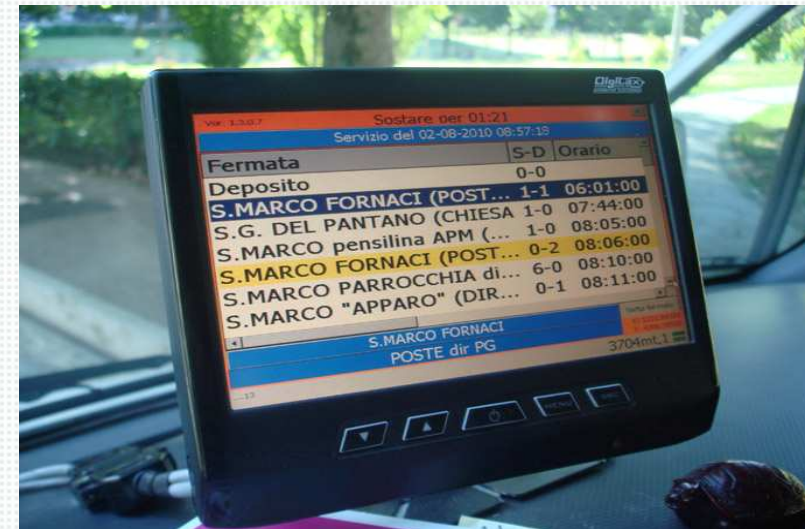 Digitax
Ver: 1.3.0.7 Sostare per 01:21
Servizio del 02-08-2010 08:57:18
Fermata S-D Orario
Deposito 0-0
S.MARCO FORNACI (POST... 1-1 06:01:00
S.G. DEL PANTANO (CHIESA 1-0 07:44:00
S.MARCO pensilina APM (... 1-0 08:05:00
S.MARCO FORNACI (POST... 0-2 08:06:00
S.MARCO PARROCCHIA di... 6-0 08:10:00
S.MARCO "APPARO" (DIR... 0-1 08:11:00
S.MARCO FORNACI
POSTE dir PG
3704mt,1
...13
MENU